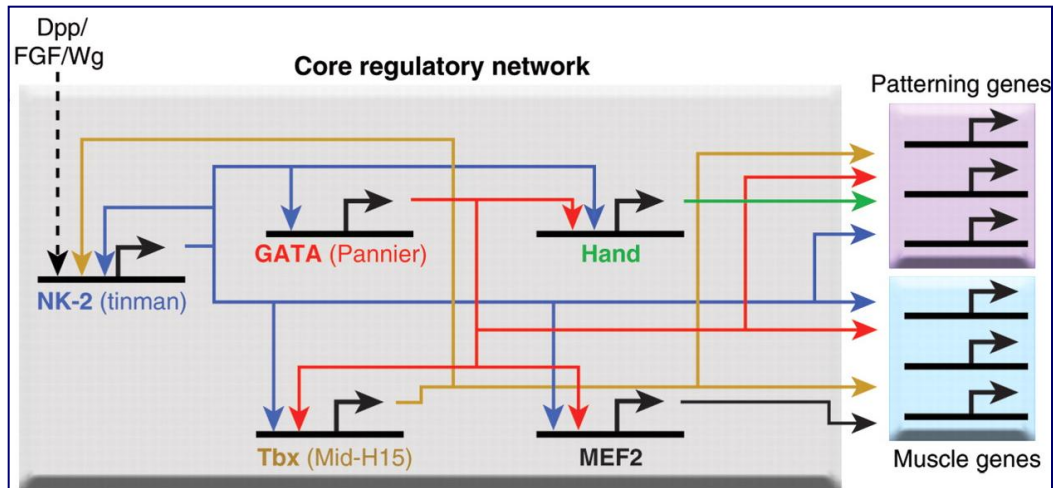 Dpp/
FGF/Wg
Core regulatory network
Patterning genes
GATA (Pannier)
Hand
NK-2 (tinman)
Tbx (Mid-H15)
MEF2
Muscle genes